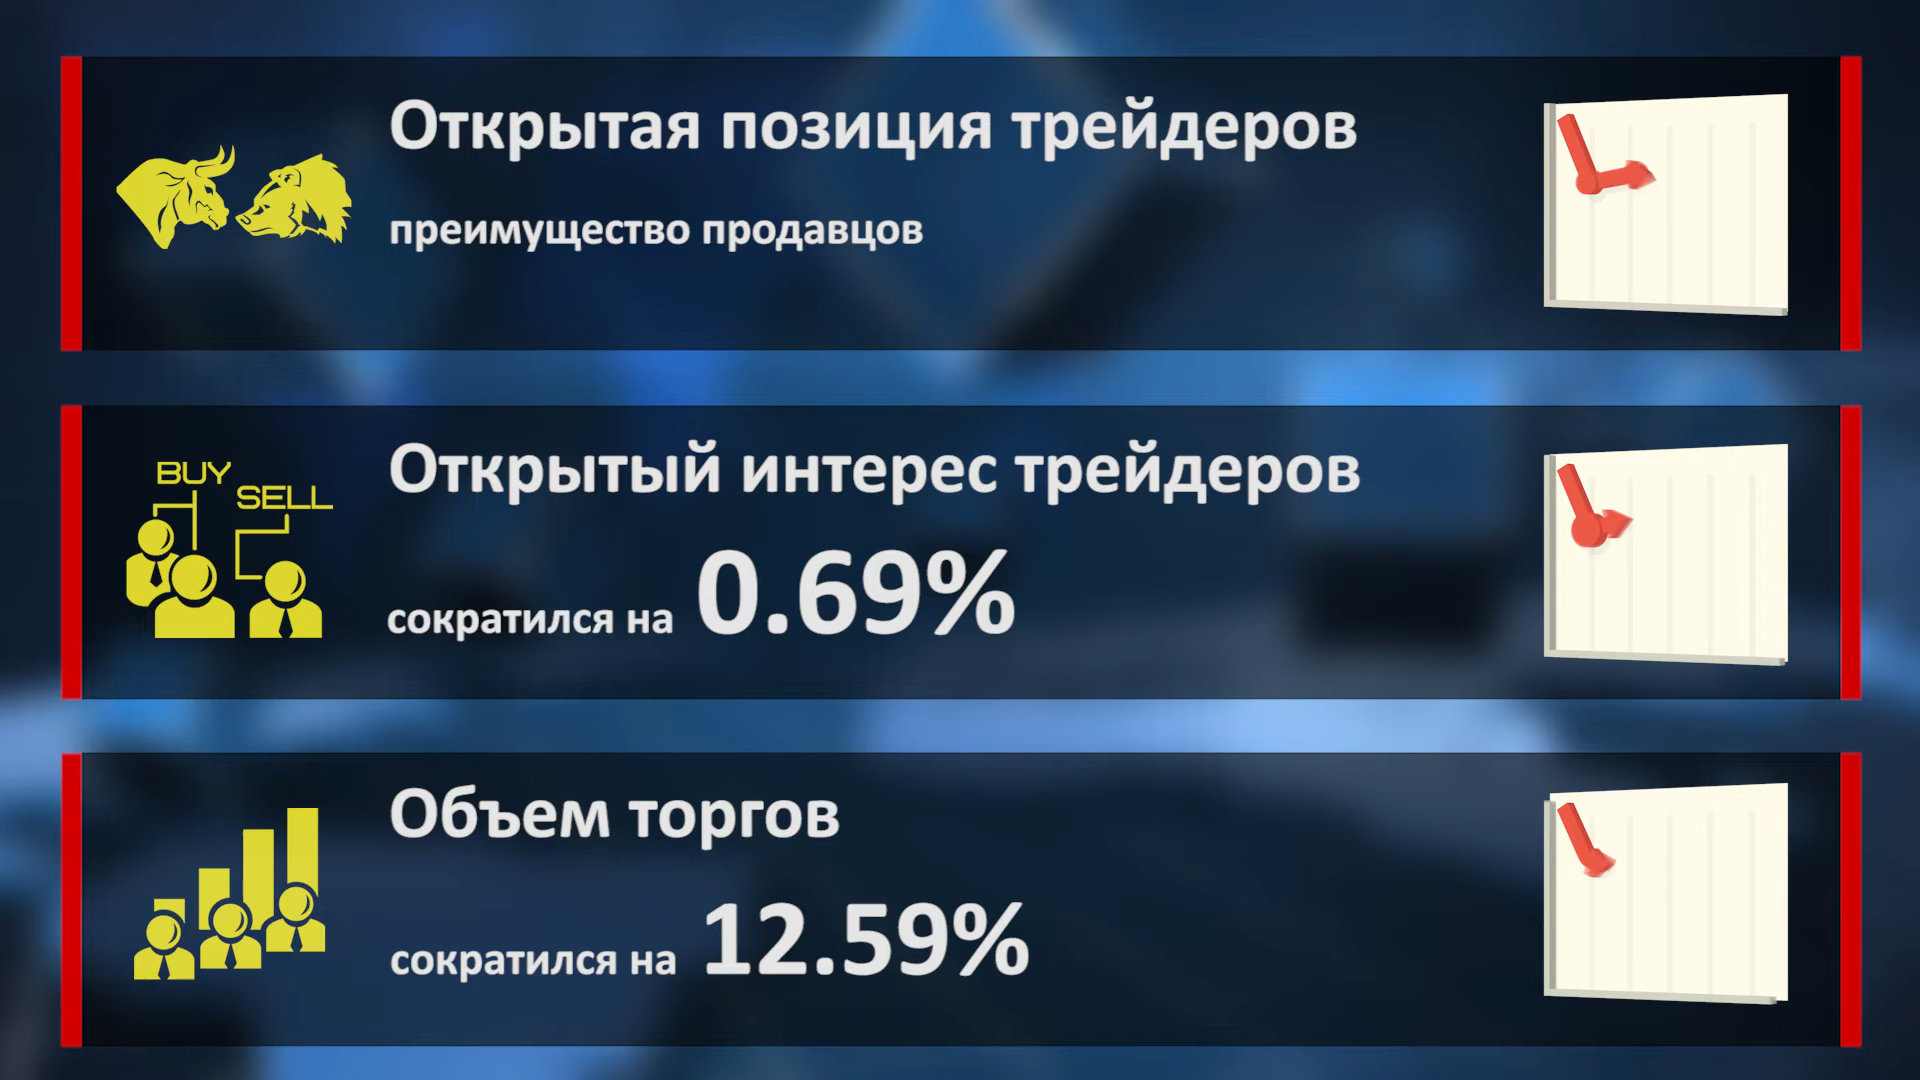 Открытая позиция трейдеров
преимущество продавцов
BUY
SELL
Открытый интерес трейдеров
сократился на 0.69%
Объем торгов
сократился на 12.59%